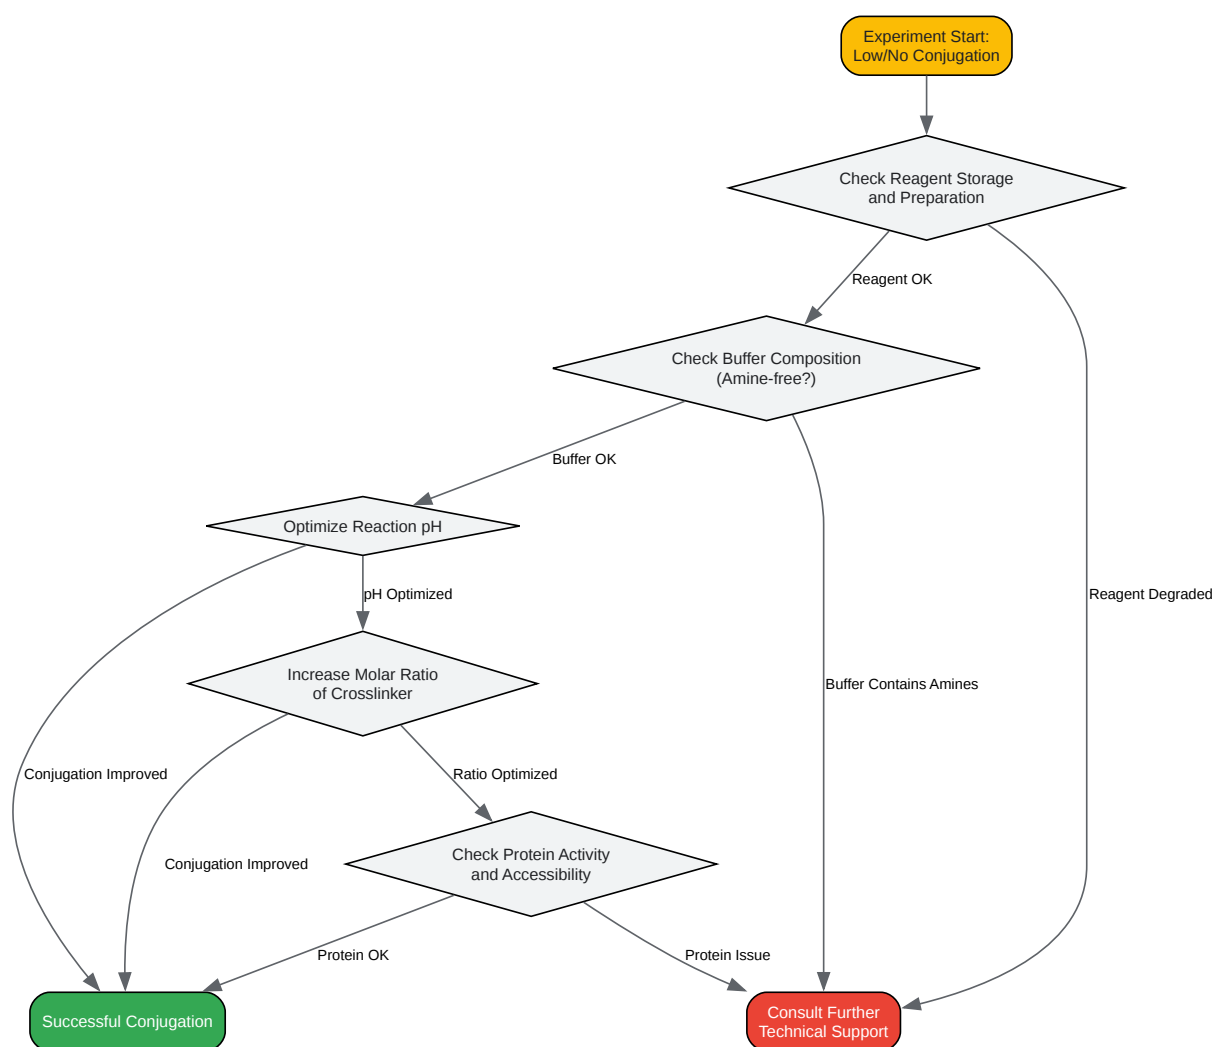 Experiment Start:
Low/No Conjugation
Check Reagent Storage
and Preparation
Reagent OK
Check Buffer Composition
(Amine-free?)
Buffer OK
Optimize Reaction pH
pH Optimized
Reagent Degraded
Increase Molar Ratio
of Crosslinker
Buffer Contains Amines
Conjugation Improved
Ratio Optimized
Check Protein Activity
and Accessibility
Conjugation Improved
Protein OK
Protein Issue
Successful Conjugation
Consult Further
Technical Support